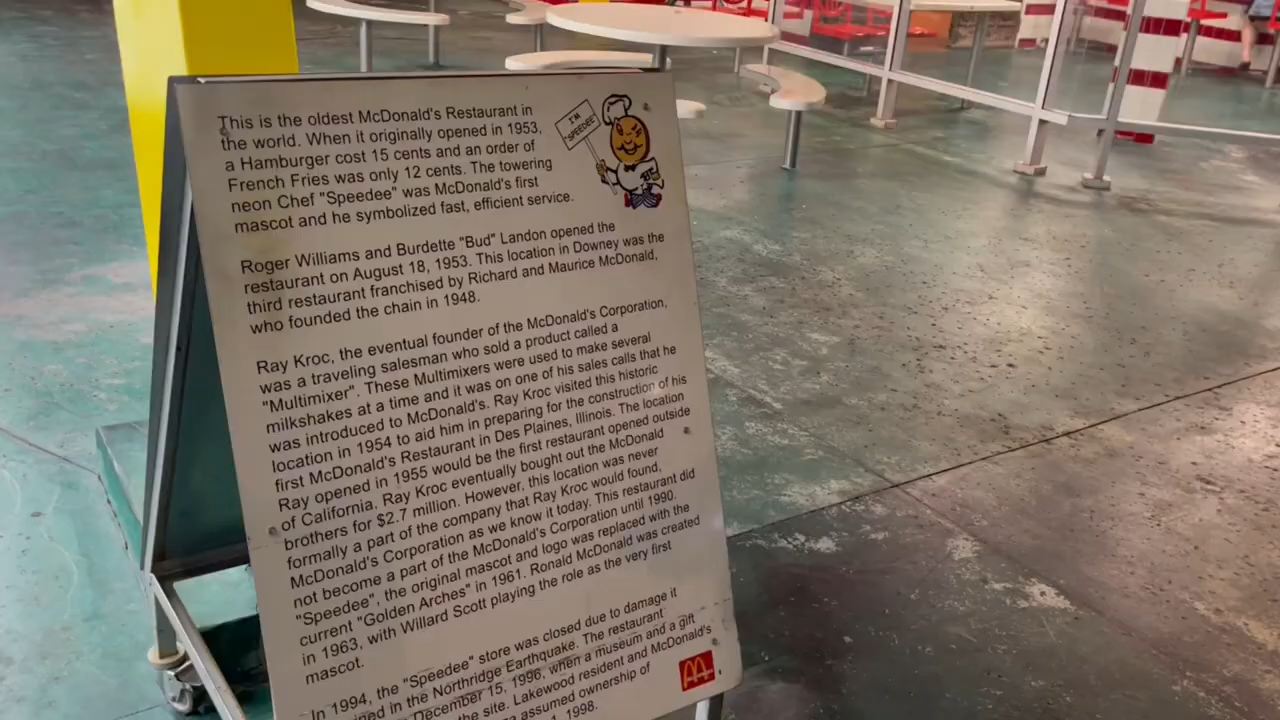 This is the oldest McDonald's Restaurant in
the world. When it originally opened in 1953,
a Hamburger cost 15 cents and an order of
French Fries was only 12 cents. The towering
neon Chef "Speedee" was McDonald's first
mascot and he symbolized fast, efficient service.
I'M
"SPEEDEE"
Roger Williams and Burdette "Bud" Landon opened the
restaurant on August 18, 1953. This location in Downey was the
third restaurant franchised by Richard and Maurice McDonald,
who founded the chain in 1948.
Ray Kroc, the eventual founder of the McDonald's Corporation,
was a traveling salesman who sold a product called a
"Multimixer". These Multimixers were used to make several
milkshakes at a time and it was on one of his sales calls that he
was introduced to McDonald's. Ray Kroc visited this historic
location in 1954 to aid him in preparing for the construction of his
first McDonald's Restaurant in Des Plaines, Illinois. The location
Ray opened in 1955 would be the first restaurant opened outside
of California. Ray Kroc eventually bought out the McDonald
brothers for $2.7 million. However, this location was never
formally a part of the company that Ray Kroc would found,
McDonald's Corporation as we know it today. This restaurant did
not become a part of the McDonald's Corporation until 1990.
"Speedee", the original mascot and logo was replaced with the
current "Golden Arches" in 1961. Ronald McDonald was created
in 1963, with Willard Scott playing the role as the very first
mascot.
In 1994, the "Speedee" store was closed due to damage it
in the Northridge Earthquake. The restaurant
December 15, 1996, when a museum and a gift
the site. Lakewood resident and McDonald's
assumed ownership of
1, 1998.